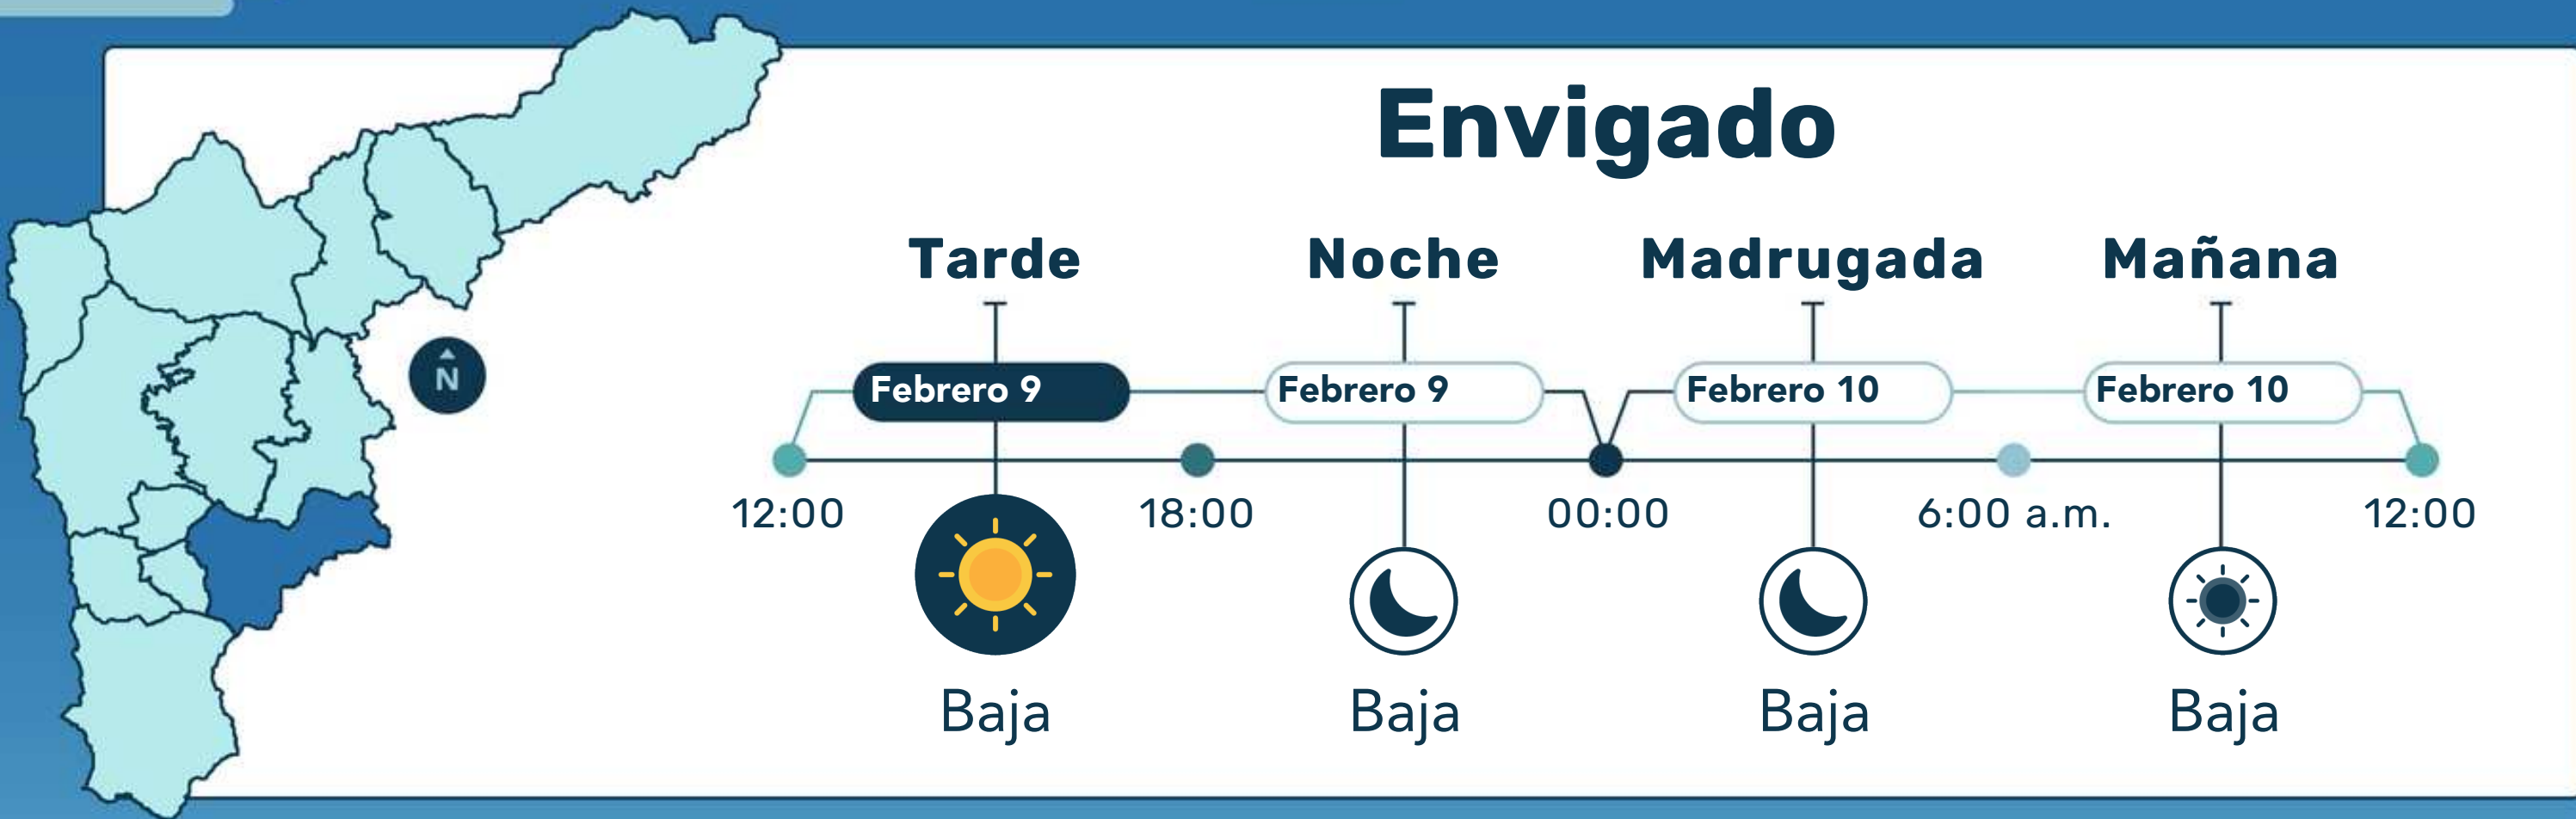 Envigado
Tarde Noche Madrugada Mañana
N
Febrero 9 Febrero 9 Febrero 10 Febrero 10
12:00 18:00 00:00 6:00 a.m. 12:00
Baja Baja Baja Baja